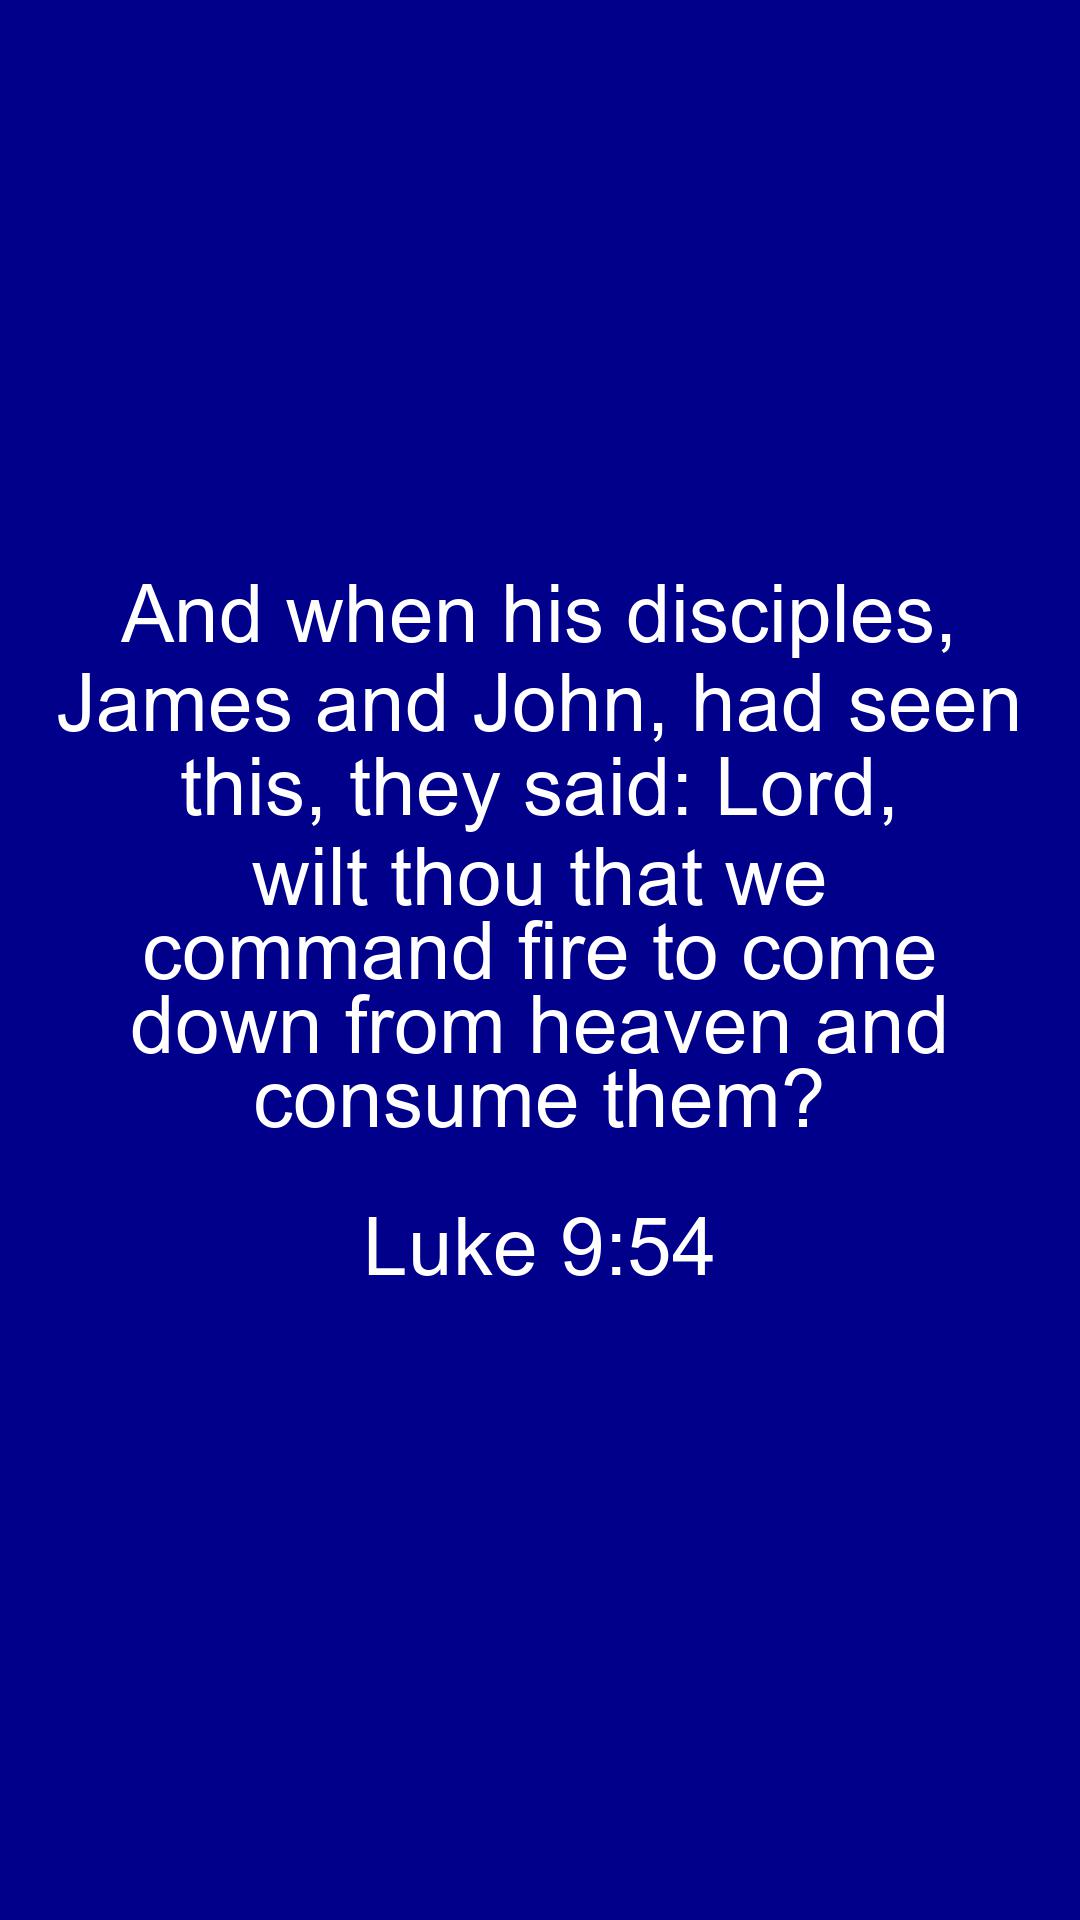 And when his disciples,
James and John, had seen
this, they said: Lord,
wilt thou that we
command fire to come
down from heaven and
consume them?
Luke 9:54